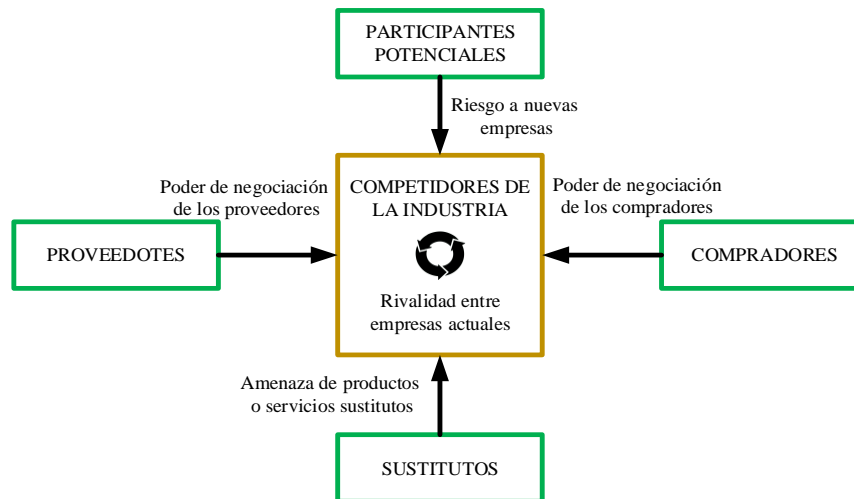 PARTICIPANTES
POTENCIALES
Riesgo a nuevas
empresas
Poder de negociación
de los proveedores
COMPETIDORES DE
LA INDUSTRIA
Poder de negociación
de los compradores
PROVEEDOTES
COMPRADORES
Rivalidad entre
empresas actuales
Amenaza de productos
o servicios sustitutos
SUSTITUTOS